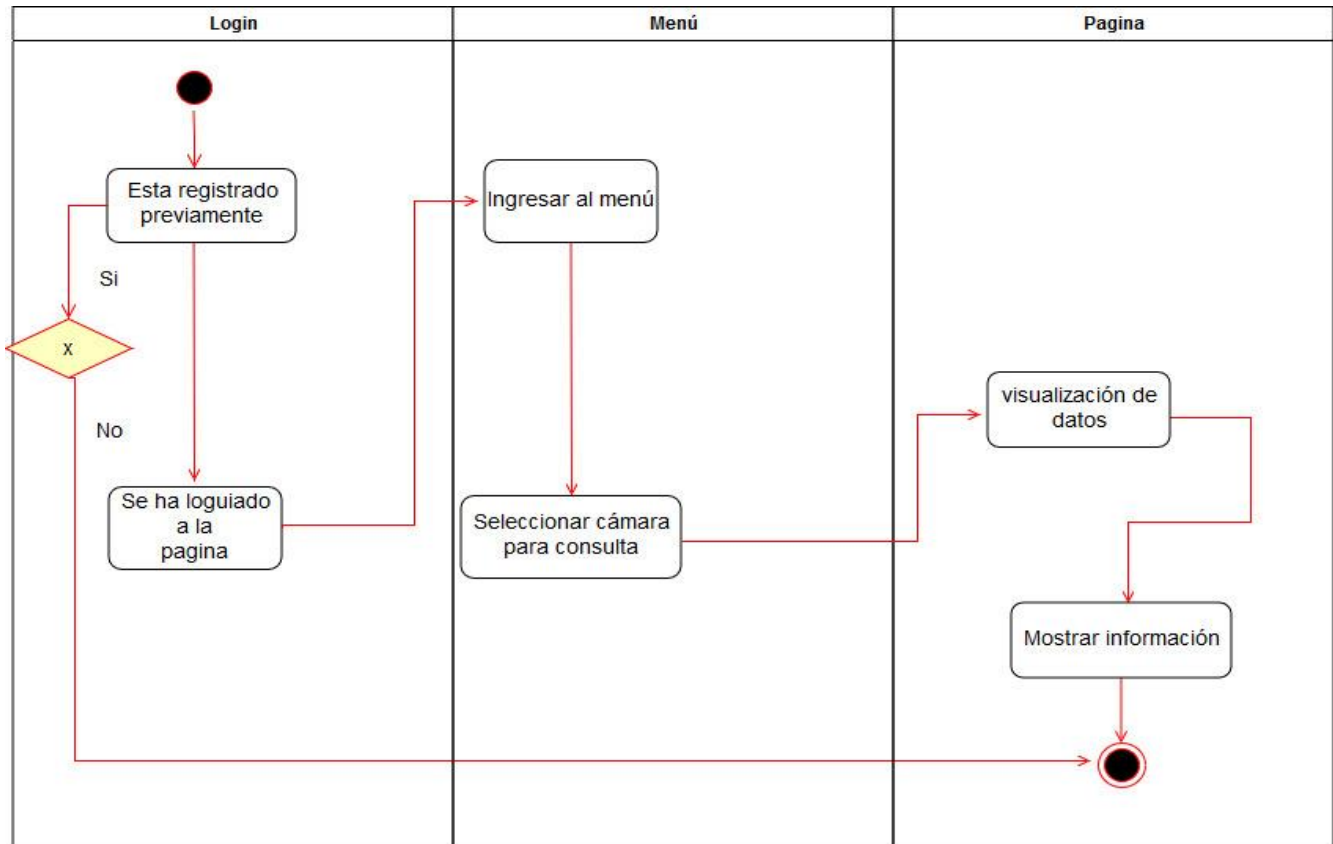 Login
Menú
Pagina
Esta registrado
previamente
Si
x
No
Se ha loguiado
a la
pagina
Ingresar al menú
Seleccionar cámara
para consulta
visualización de
datos
Mostrar información